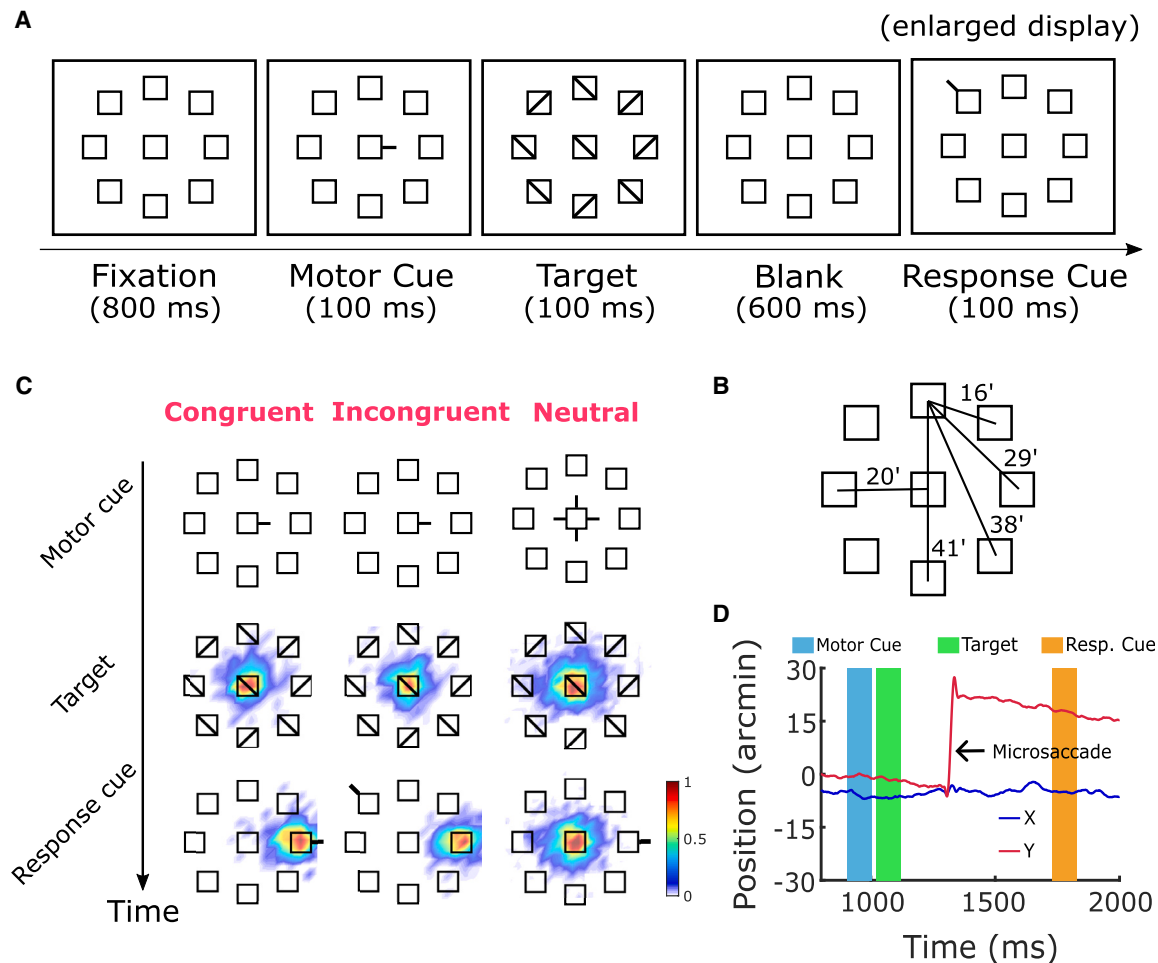 A
(enlarged display)
Fixation
(800 ms)
Motor Cue
(100 ms)
Target
(100 ms)
Blank
(600 ms)
Response Cue
(100 ms)
C
Congruent Incongruent Neutral
Motor cue
Target
Response cue
Time
1
0.5
0
B
16'
29'
20'
38'
41'
D
Motor Cue Target Resp. Cue
Position (arcmin)
30
15
0
-15
-30
Microsaccade
X
Y
1000 1500 2000
Time (ms)